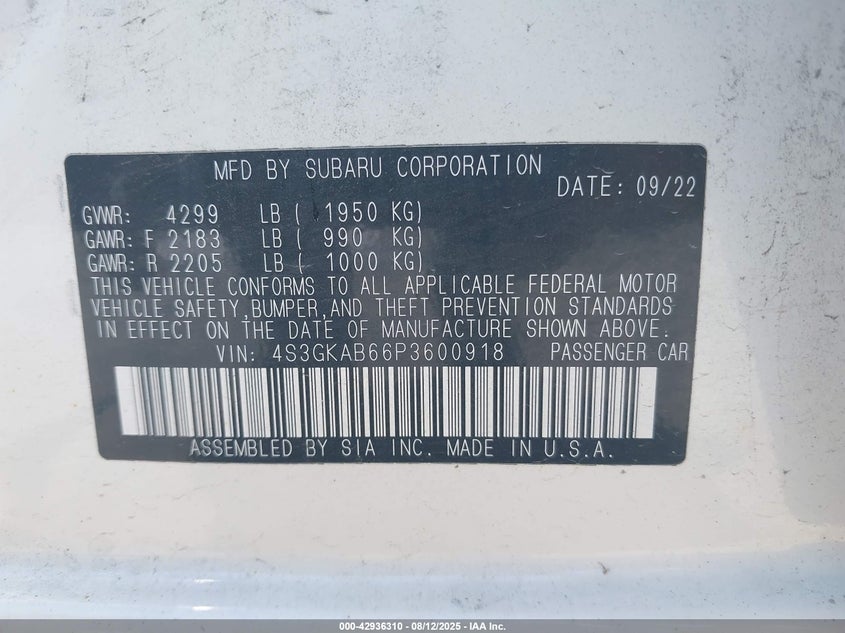 MFD BY SUBARU CORPORATION
DATE: 09/22
GVWR: 4299 LB ( 1950 KG)
GAWR: F 2183 LB ( 990 KG)
GAWR: R 2205 LB ( 1000 KG)
THIS VEHICLE CONFORMS TO ALL APPLICABLE FEDERAL MOTOR
VEHICLE SAFETY, BUMPER, AND THEFT PREVENTION STANDARDS
IN EFFECT ON THE DATE OF MANUFACTURE SHOWN ABOVE.
VIN: 4S3GKAB66P3600918 PASSENGER CAR
ASSEMBLED BY SIA INC. MADE IN U.S.A.
000-42936310 - 08/12/2025 - IAA Inc.